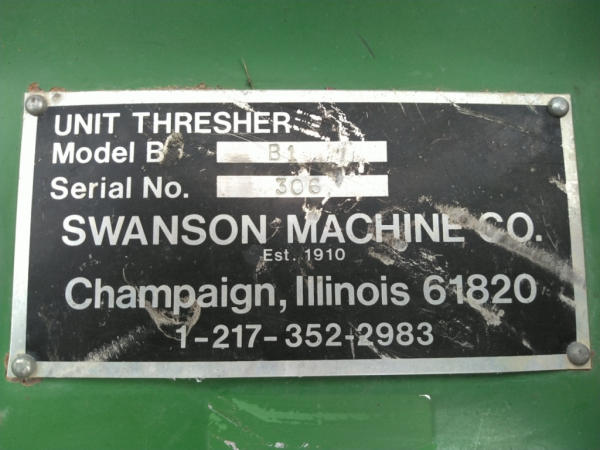 UNIT THRESHER
Model B B1
Serial No. 306
SWANSON MACHINE CO.
Est. 1910
Champaign, Illinois 61820
1-217-352-2983